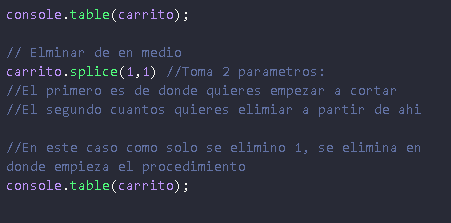 console.table(carrito);
// Elminar de en medio
carrito.splice(1,1) //Toma 2 parametros:
//El primero es de donde quieres empezar a cortar
//El segundo cuantos quieres elimiar a partir de ahi
//En este caso como solo se elimino 1, se elimina en
donde empieza el procedimiento
console.table(carrito);